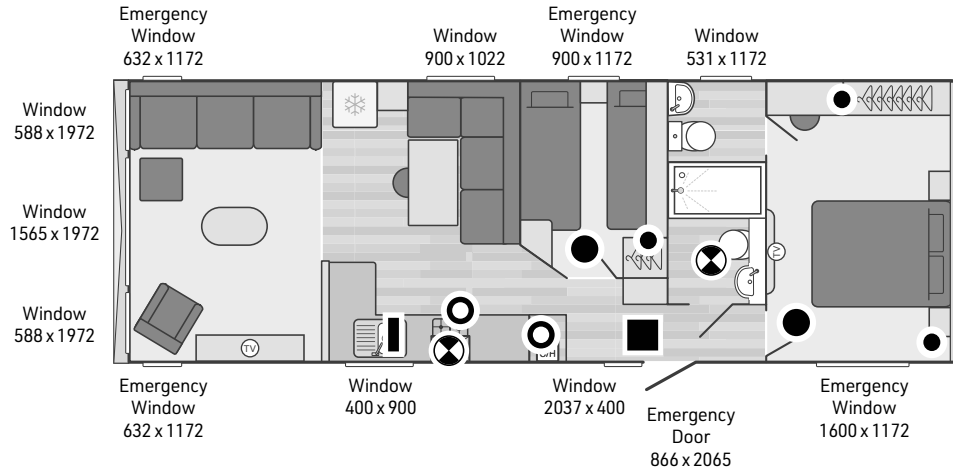 Emergency
Window
632 x 1172
Window
900 x 1022
Emergency
Window
900 x 1172
Window
531 x 1172
Window
588 x 1972
Window
1565 x 1972
Window
588 x 1972
TV
TV
Emergency
Window
632 x 1172
Window
400 x 900
Window
2037 x 400
Emergency
Door
866 x 2065
Emergency
Window
1600 x 1172